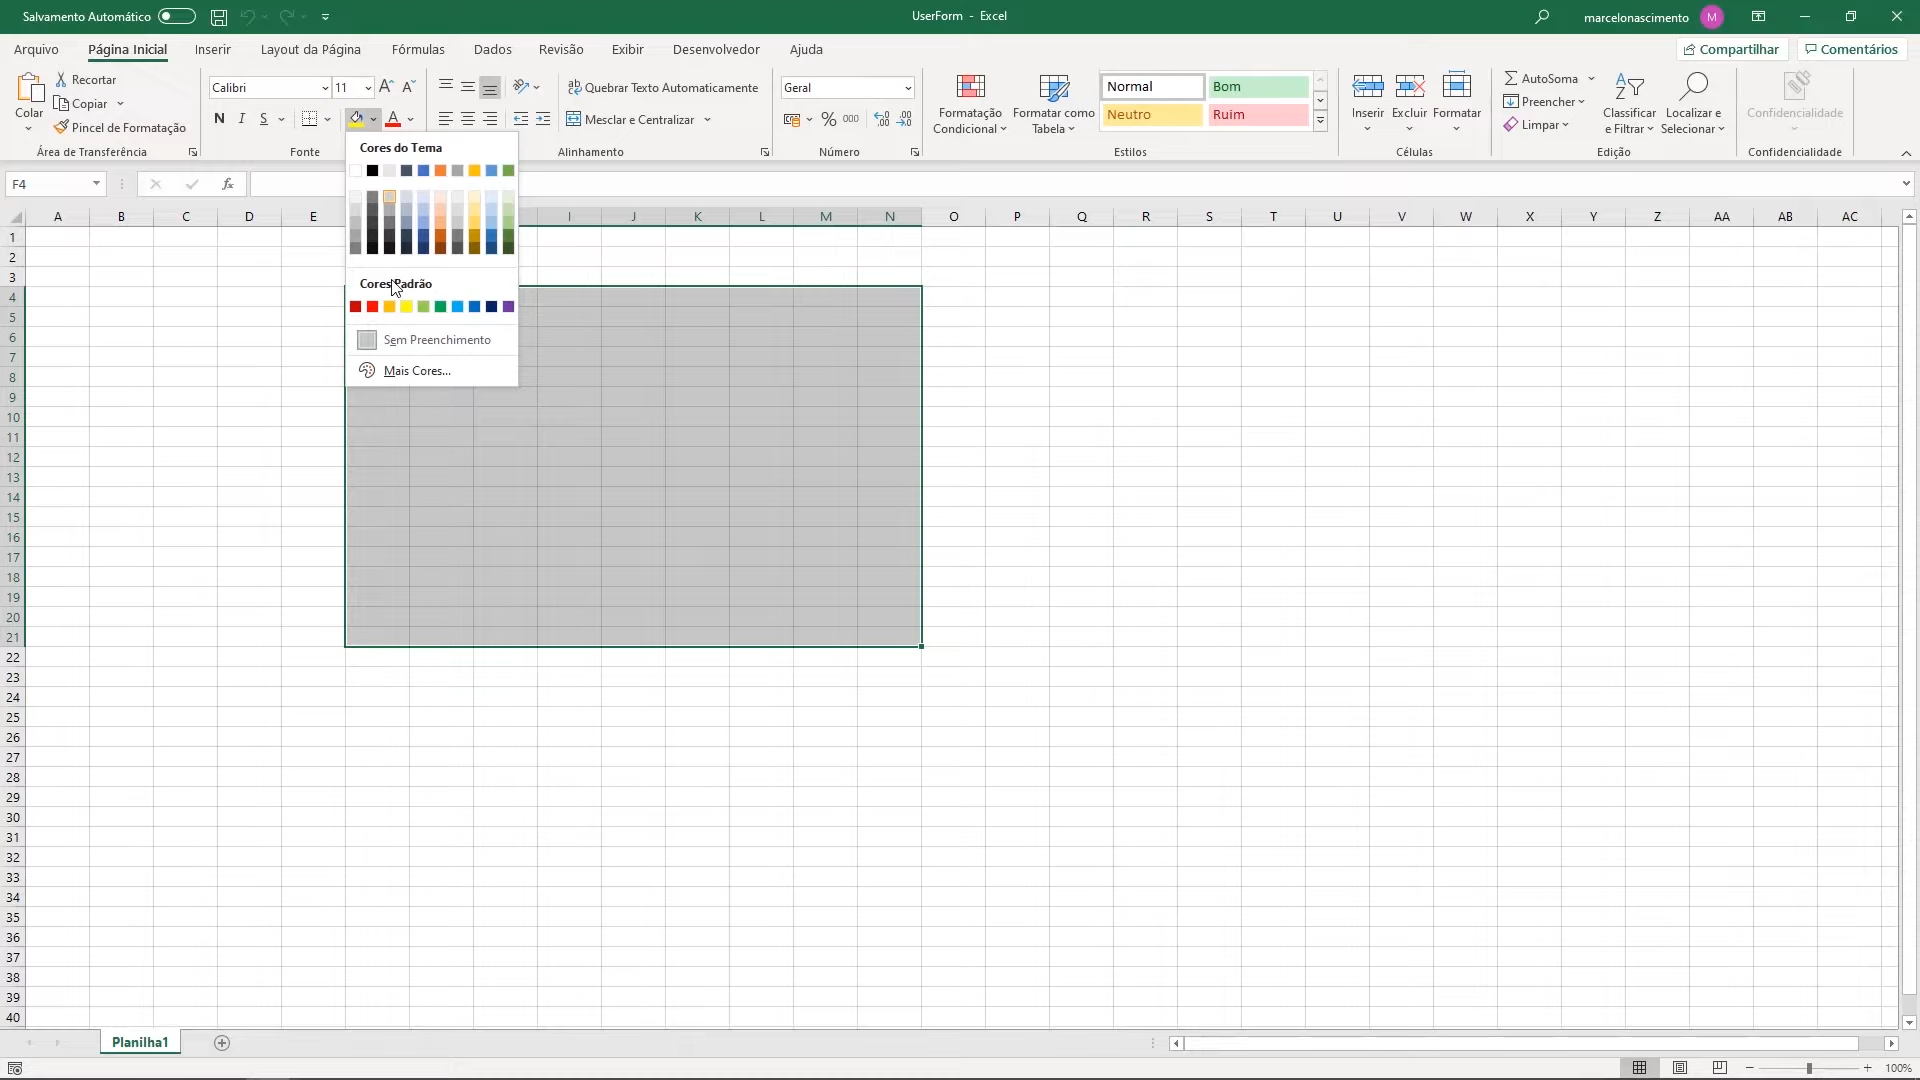 Salvamento Automático
UserForm - Excel
marcelonascimento M
Arquivo Página Inicial Inserir Layout da Página Fórmulas Dados Revisão Exibir Desenvolvedor Ajuda
Compartilhar Comentários
Colar
Recortar
Copiar
Pincel de Formatação
Área de Transferência
Calibri 11
N I S
Fonte
Quebrar Texto Automaticamente
Mesclar e Centralizar
Alinhamento
Geral
% 000
Número
Formatação Condicional
Formatar como Tabela
Normal Bom
Neutro Ruim
Estilos
Inserir Excluir Formatar
Células
AutoSoma
Preencher
Limpar
Classificar e Filtrar
Localizar e Selecionar
Edição
Confidencialidade
Confidencialidade
F4
fx
Cores do Tema
Cores Padrão
Sem Preenchimento
Mais Cores...
A B C D E I J K L M N O P Q R S T U V W X Y Z AA AB AC
1
2
3
4
5
6
7
8
9
10
11
12
13
14
15
16
17
18
19
20
21
22
23
24
25
26
27
28
29
30
31
32
33
34
35
36
37
38
39
40
Planilha1
100%